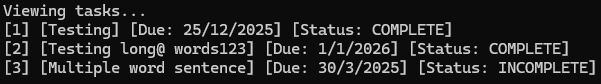 Viewing tasks...
[1] [Testing] [Due: 25/12/2025] [Status: COMPLETE]
[2] [Testing long@ words123] [Due: 1/1/2026] [Status: COMPLETE]
[3] [Multiple word sentence] [Due: 30/3/2025] [Status: INCOMPLETE]